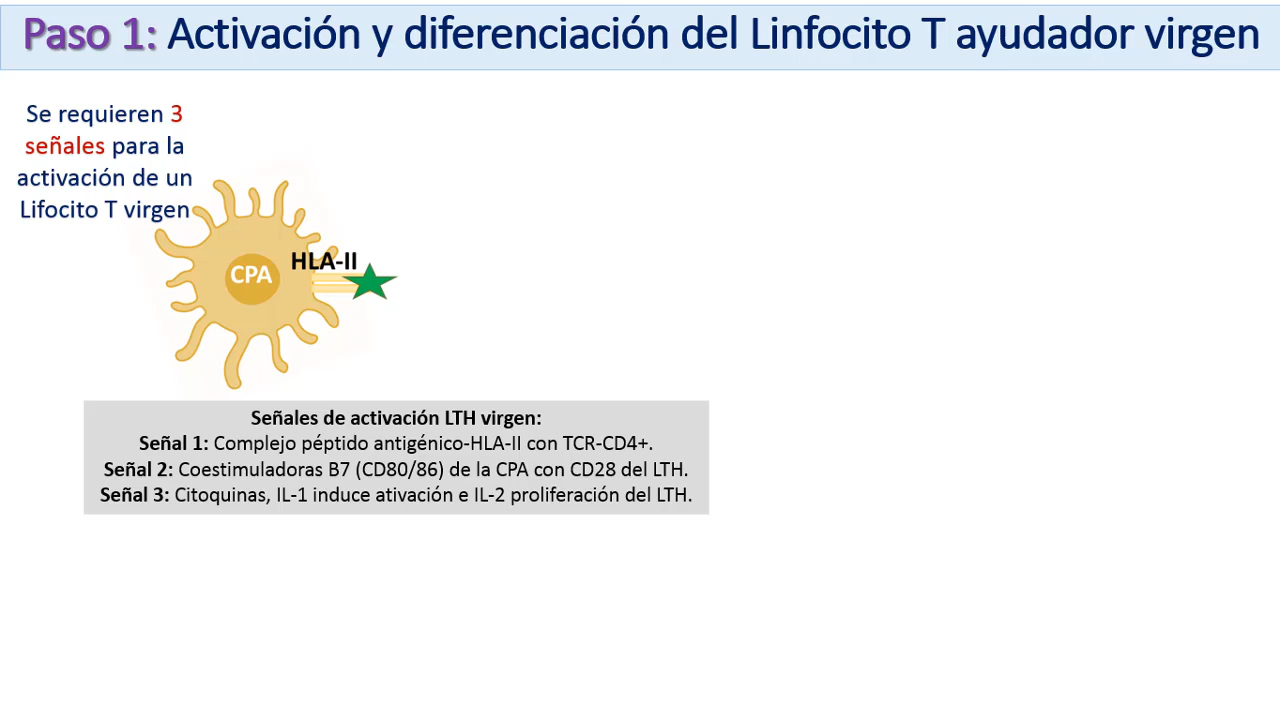 Paso 1: Activación y diferenciación del Linfocito T ayudador virgen
Se requieren 3
señales para la
activación de un
Lifocito T virgen
HLA-II
CPA
Señales de activación LTH virgen:
Señal 1: Complejo péptido antigénico-HLA-II con TCR-CD4+.
Señal 2: Coestimuladoras B7 (CD80/86) de la CPA con CD28 del LTH.
Señal 3: Citoquinas, IL-1 induce ativación e IL-2 proliferación del LTH.